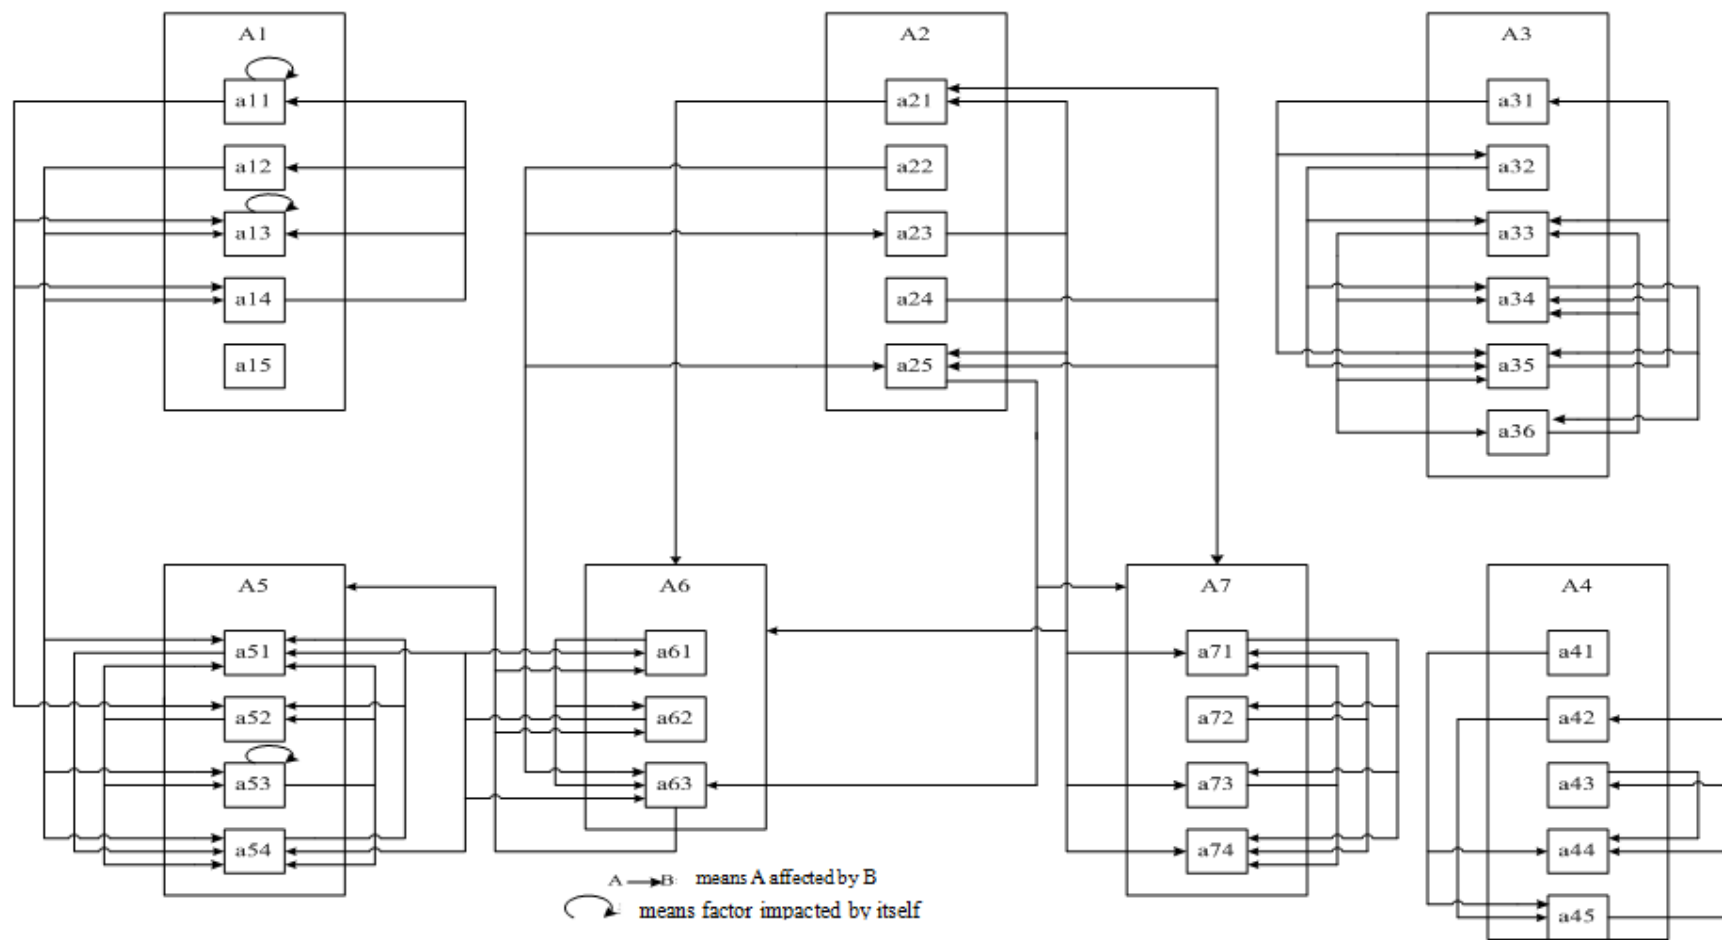 A1
a11
a12
a13
a14
a15
A2
a21
a22
a23
a24
a25
A3
a31
a32
a33
a34
a35
a36
A5
a51
a52
a53
a54
A6
a61
a62
a63
A7
a71
a72
a73
a74
A4
a41
a42
a43
a44
a45
A B: means A affected by B
: means factor impacted by itself